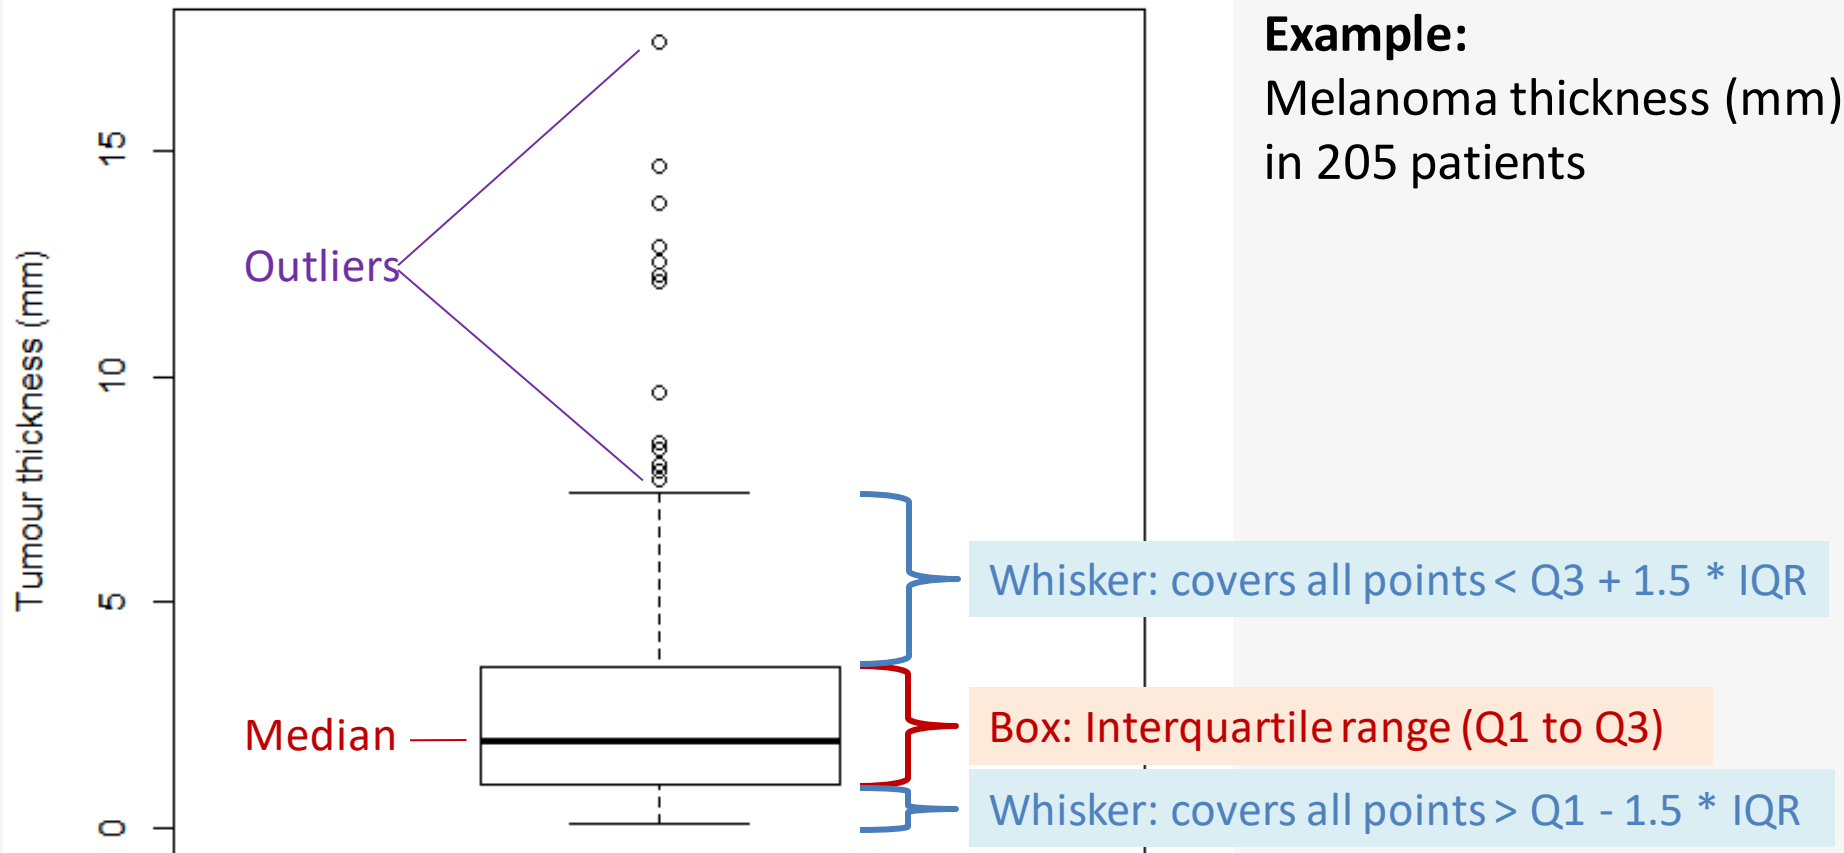 Example:
Melanoma thickness (mm)
in 205 patients
Tumour thickness (mm)
15
10
5
0
Outliers
Median
Whisker: covers all points < Q3 + 1.5 * IQR
Box: Interquartile range (Q1 to Q3)
Whisker: covers all points > Q1 - 1.5 * IQR